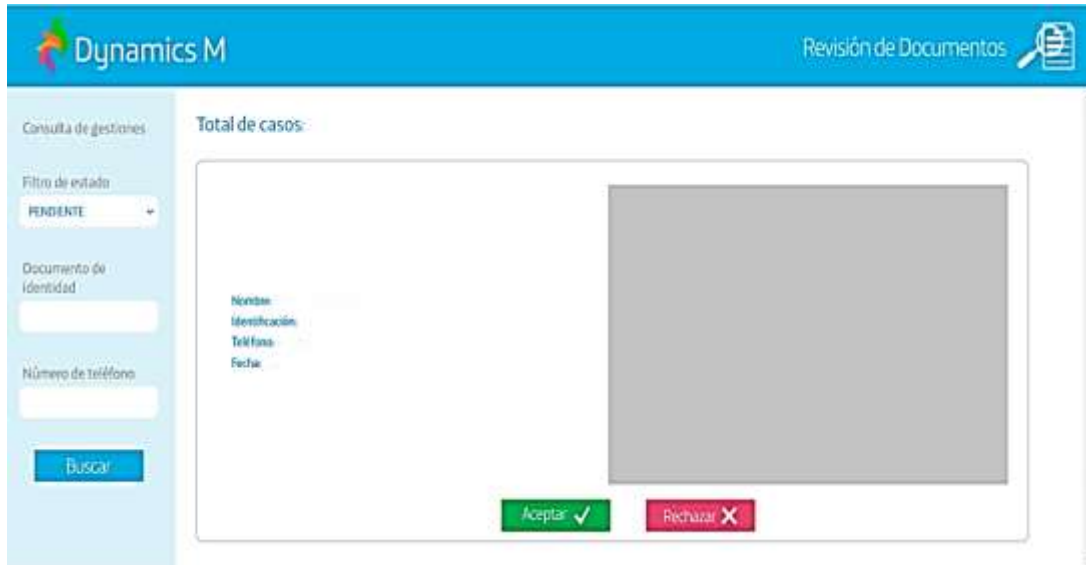 Dynamics M
Revisión de Documentos
Consulta de gestiones
Filtro de estado
PENDIENTE
Documento de
identidad
Número de teléfono
Buscar
Total de casos:
Nombre:
Identificación:
Teléfono:
Fecha:
Aceptar
Rechazar